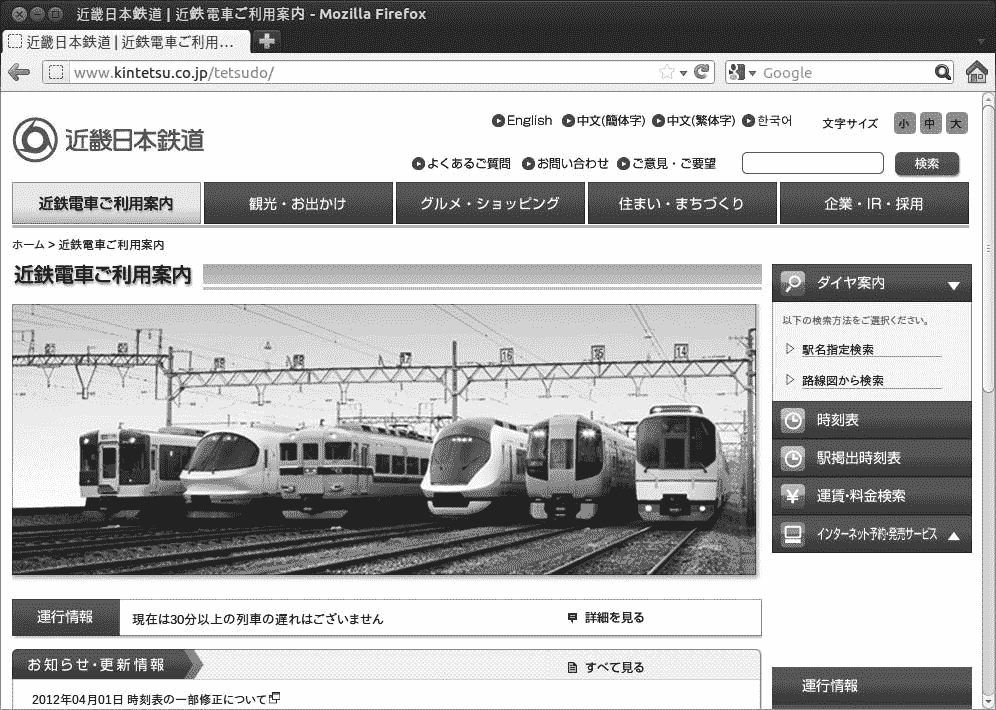 近畿日本鉄道 | 近鉄電車ご利用案内 - Mozilla Firefox
近畿日本鉄道 | 近鉄電車ご利用...
www.kintetsu.co.jp/tetsudo/
Google
English 中文(簡体字) 中文(繁体字) 한국어 文字サイズ 小 中 大
近畿日本鉄道
よくあるご質問 お問い合わせ ご意見・ご要望 検索
近鉄電車ご利用案内 観光・お出かけ グルメ・ショッピング 住まい・まちづくり 企業・IR・採用
ホーム > 近鉄電車ご利用案内
近鉄電車ご利用案内
17 16 15 14
ダイヤ案内
以下の検索方法をご選択ください。
駅名指定検索
路線図から検索
時刻表
駅掲出時刻表
運賃・料金検索
インターネット予約・発売サービス
運行情報 現在は30分以上の列車の遅れはございません 詳細を見る
お知らせ・更新情報 すべて見る
2012年04月01日 時刻表の一部修正について
運行情報